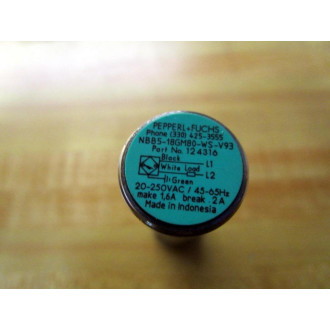 PEPPERL+FUCHS
Phone (330) 425-3555
NBB5-18GM80-WS-V93
Part No. 124316
Black L1
White Load L2
Green
20-250VAC / 45-65Hz
make 1,6A break .2A
Made in Indonesia